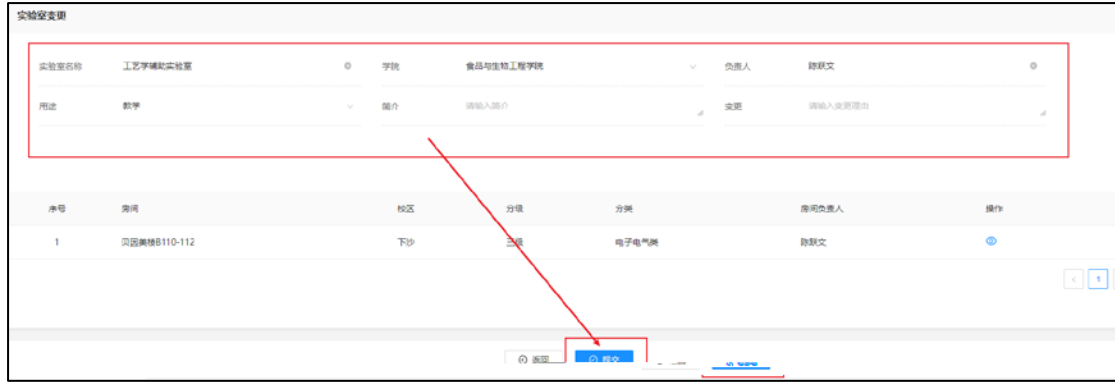 实验室变更
实验室名称 工艺学辅助实验室 学院 食品与生物工程学院 负责人 陈跃文
用途 教学 简介 请输入简介 变更 请输入变更理由
序号 房间 校区 分级 分类 房间负责人 操作
1 贝因美楼B110-112 下沙 三级 电子电气类 陈跃文
< 1
返回 提交